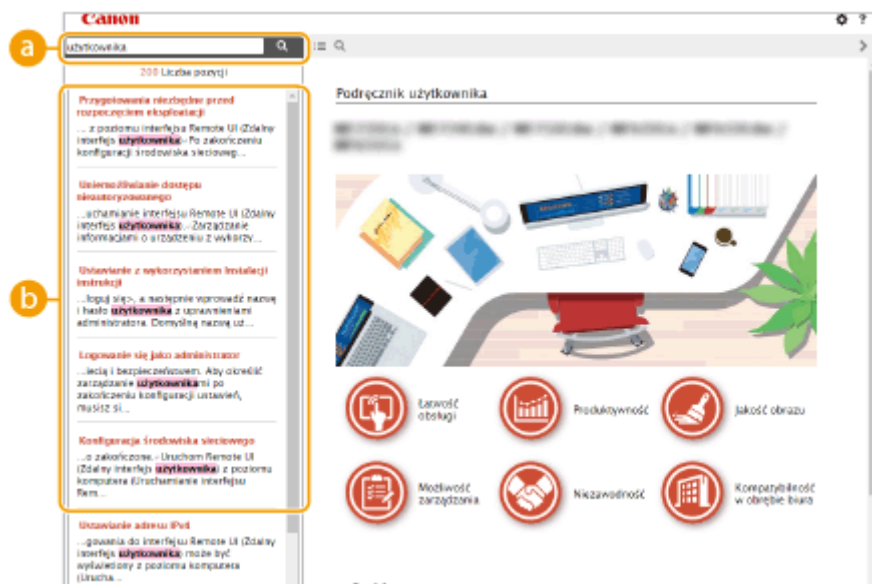 Canon
?
a
użytkownika
200 Liczba pozycji
b
Przygotowania niezbędne przed
rozpoczęciem eksploatacji
... z poziomu interfejsu Remote UI (Zdalny
interfejs użytkownika).- Po zakończeniu
konfiguracji środowiska siecioweg...
Uniemożliwianie dostępu
nieautoryzowanego
...uchamianie interfejsu Remote UI (Zdalny
interfejs użytkownika)...-Zarządzanie
informacjami o urządzeniu z wykorzy...
Ustawianie z wykorzystaniem Instalacji
instrukcji
...loguj się>, a następnie wprowadź nazwę
i hasło użytkownika z uprawnieniami
administratora. Domyślną nazwą uż...
Logowanie się jako administrator
...iecią i bezpieczeństwem. Aby określić
zarządzanie użytkownikami po
zakończeniu konfiguracji ustawień,
musisz si...
Konfiguracja środowiska sieciowego
...o zakończone.- Uruchom Remote UI
(Zdalny interfejs użytkownika) z poziomu
komputera (Uruchamianie interfejsu
Rem...
Ustawianie adresu IPv4
...gowania do interfejsu Remote UI (Zdalny
interfejs użytkownika) może być
wyświetlony z poziomu komputera
(Urucha...
Podręcznik użytkownika
Łatwość
obsługi
Produktywność
Jakość obrazu
Możliwość
zarządzania
Niezawodność
Kompatybilność
w obrębie biura